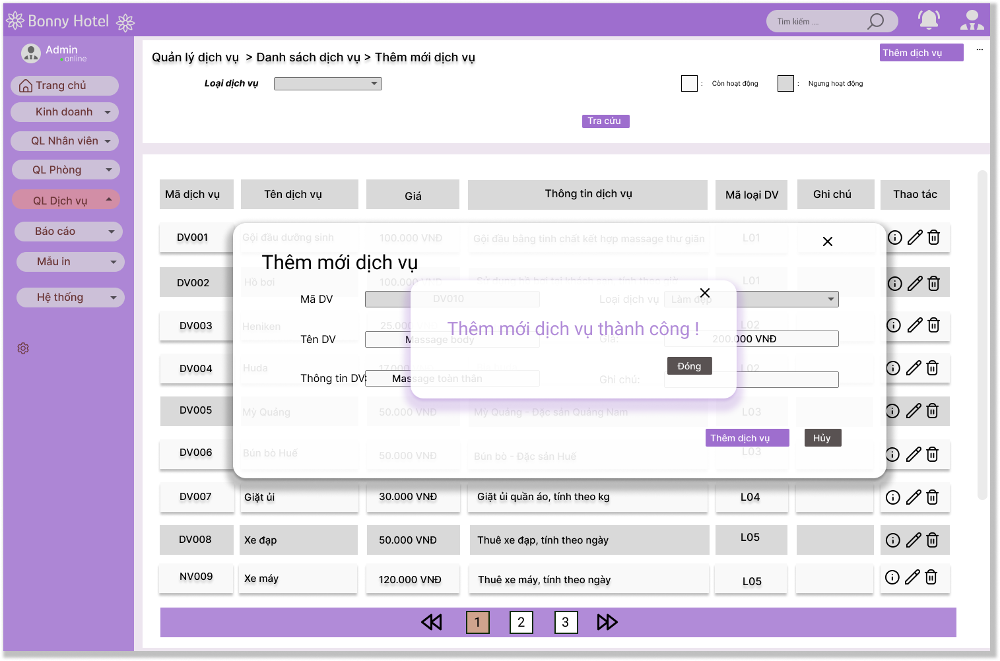 Bonny Hotel
Tìm kiếm ....
Admin
online
Trang chủ
Kinh doanh
QL Nhân viên
QL Phòng
QL Dịch vụ
Báo cáo
Mẫu in
Hệ thống
Quản lý dịch vụ > Danh sách dịch vụ > Thêm mới dịch vụ
Thêm dịch vụ
...
Loại dịch vụ
: Còn hoạt động
: Ngưng hoạt động
Tra cứu
Mã dịch vụ Tên dịch vụ Giá Thông tin dịch vụ Mã loại DV Ghi chú Thao tác
DV001 Gội đầu dưỡng sinh 100.000 VNĐ Gội đầu bằng tinh chất kết hợp massage thư giãn L01
DV002 Hồ bơi 100.000 VNĐ Sử dụng hồ bơi tại khách sạn, tính theo giờ L01
DV003 Heniken 25.000 L02
DV004 Huda 17.000 VNĐ L02
DV005 Mỳ Quảng 50.000 VNĐ Mỳ Quảng - Đặc sản Quảng Nam L03
DV006 Bún bò Huế 50.000 VNĐ Bún bò - Đặc sản Huế L03
DV007 Giặt ủi 30.000 VNĐ Giặt ủi quần áo, tính theo kg L04
DV008 Xe đạp 50.000 VNĐ Thuê xe đạp, tính theo ngày L05
NV009 Xe máy 120.000 VNĐ Thuê xe máy, tính theo ngày L05
Thêm mới dịch vụ
Mã DV DV010 Loại dịch vụ Làm đẹp
Tên DV Massage body Giá: 200.000 VNĐ
Thông tin DV: Massage toàn thân Ghi chú:
Thêm dịch vụ Hủy
Thêm mới dịch vụ thành công !
Đóng
1 2 3